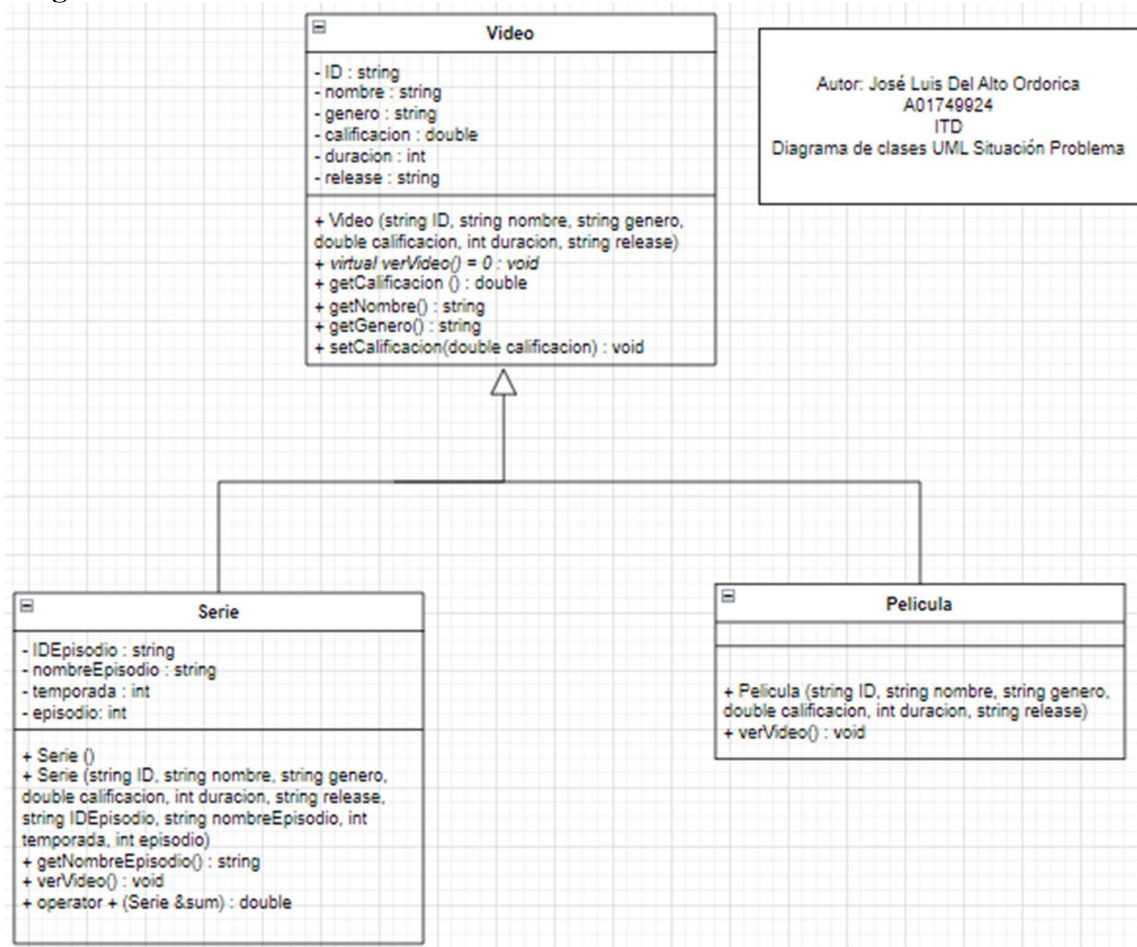 Video
- ID : string
- nombre : string
- genero : string
- calificacion : double
- duracion : int
- release : string
+ Video (string ID, string nombre, string genero,
double calificacion, int duracion, string release)
+ virtual verVideo() = 0 : void
+ getCalificacion () : double
+ getNombre() : string
+ getGenero() : string
+ setCalificacion(double calificacion) : void
Autor: José Luis Del Alto Ordorica
A01749924
ITD
Diagrama de clases UML Situación Problema
Serie
- IDEpisodio : string
- nombreEpisodio : string
- temporada : int
- episodio: int
+ Serie ()
+ Serie (string ID, string nombre, string genero,
double calificacion, int duracion, string release,
string IDEpisodio, string nombreEpisodio, int
temporada, int episodio)
+ getNombreEpisodio() : string
+ verVideo() : void
+ operator + (Serie &sum) : double
Pelicula
+ Pelicula (string ID, string nombre, string genero,
double calificacion, int duracion, string release)
+ verVideo() : void